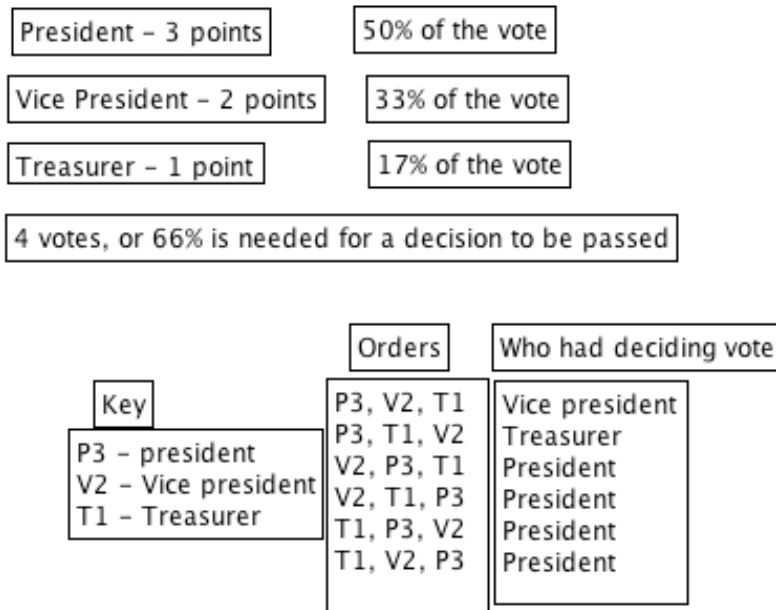 President – 3 points
50% of the vote
Vice President – 2 points
33% of the vote
Treasurer – 1 point
17% of the vote
4 votes, or 66% is needed for a decision to be passed
Orders
Who had deciding vote
Key
P3 – president
V2 – Vice president
T1 – Treasurer
P3, V2, T1
P3, T1, V2
V2, P3, T1
V2, T1, P3
T1, P3, V2
T1, V2, P3
Vice president
Treasurer
President
President
President
President